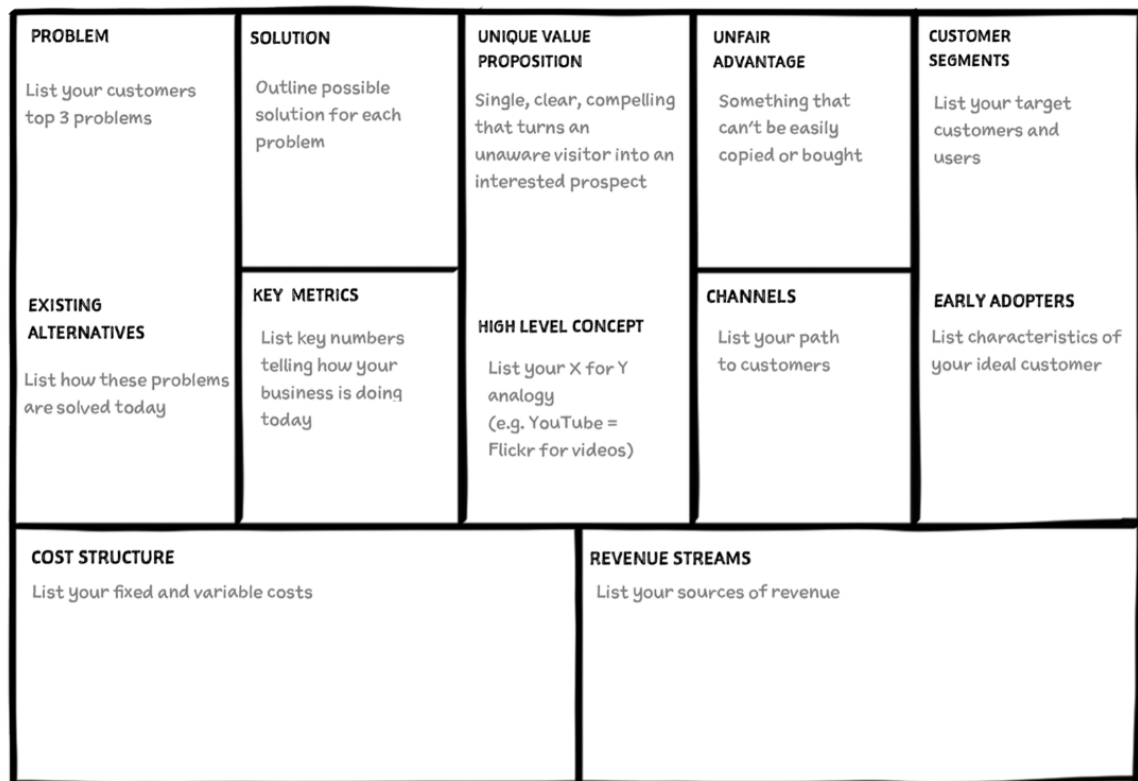 PROBLEM
List your customers
top 3 problems
EXISTING
ALTERNATIVES
List how these problems
are solved today
SOLUTION
Outline possible
solution for each
problem
KEY METRICS
List key numbers
telling how your
business is doing
today
UNIQUE VALUE
PROPOSITION
Single, clear, compelling
that turns an
unaware visitor into an
interested prospect
HIGH LEVEL CONCEPT
List your X for Y
analogy
(e.g. YouTube =
Flickr for videos)
UNFAIR
ADVANTAGE
Something that
can't be easily
copied or bought
CHANNELS
List your path
to customers
CUSTOMER
SEGMENTS
List your target
customers and
users
EARLY ADOPTERS
List characteristics of
your ideal customer
COST STRUCTURE
List your fixed and variable costs
REVENUE STREAMS
List your sources of revenue